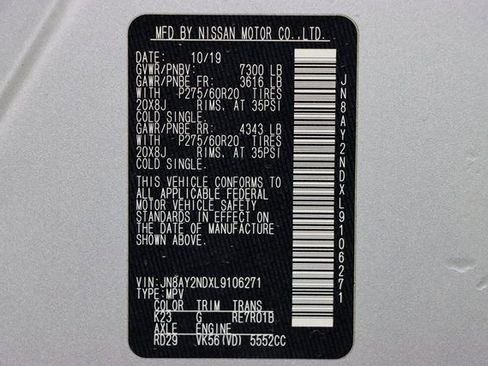 MFD BY NISSAN MOTOR CO.,LTD.
DATE: 10/19
GVWR/PNBV: 7300 LB
GAWR/PNBE FR: 3616 LB
WITH P275/60R20 TIRES
20X8J RIMS. AT 35PSI
COLD SINGLE.
GAWR/PNBE RR: 4343 LB
WITH P275/60R20 TIRES
20X8J RIMS. AT 35PSI
COLD SINGLE.
THIS VEHICLE CONFORMS TO
ALL APPLICABLE FEDERAL
MOTOR VEHICLE SAFETY
STANDARDS IN EFFECT ON
THE DATE OF MANUFACTURE
SHOWN ABOVE.
VIN: JN8AY2NDXL9106271
TYPE: MPV
COLOR TRIM TRANS
K23 G RE7R01B
AXLE ENGINE
RD29 VK56(VD) 5552CC
JN8AY2NDXL9106271